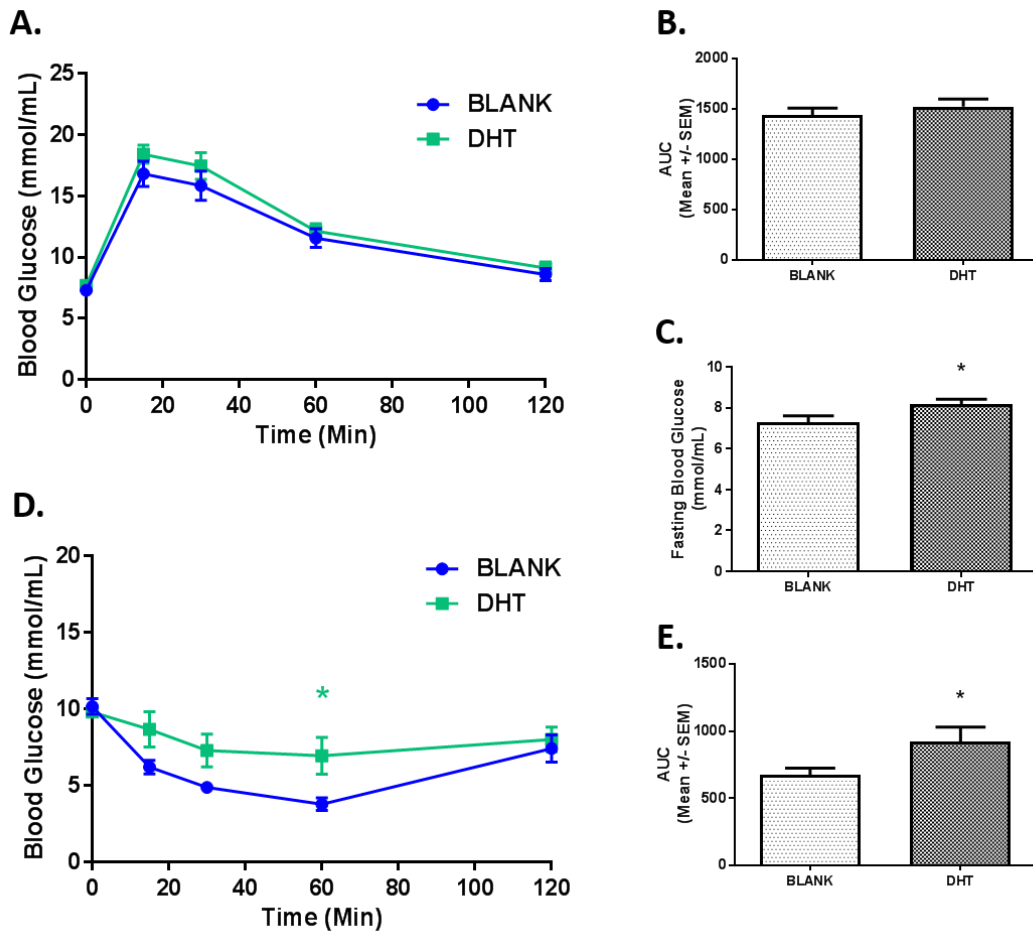 A.
Blood Glucose (mmol/mL)
25
20
15
10
5
0
0 20 40 60 80 100 120
Time (Min)
BLANK
DHT
B.
AUC
(Mean +/- SEM)
2000
1500
1000
500
0
BLANK DHT
C.
Fasting Blood Glucose
(mmol/mL)
10
8
6
4
2
0
*
BLANK DHT
D.
Blood Glucose (mmol/mL)
20
15
10
5
0
*
0 20 40 60 80 100 120
Time (Min)
BLANK
DHT
E.
AUC
(Mean +/- SEM)
1500
1000
500
0
*
BLANK DHT